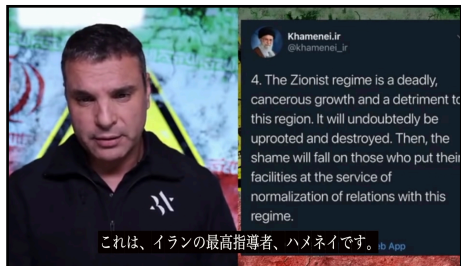 Khamenei.ir
@khamenei_ir
4. The Zionist regime is a deadly,
cancerous growth and a detriment to
this region. It will undoubtedly be
uprooted and destroyed. Then, the
shame will fall on those who put their
facilities at the service of
normalization of relations with this
regime.
App
これは、イランの最高指導者、ハメネイです。